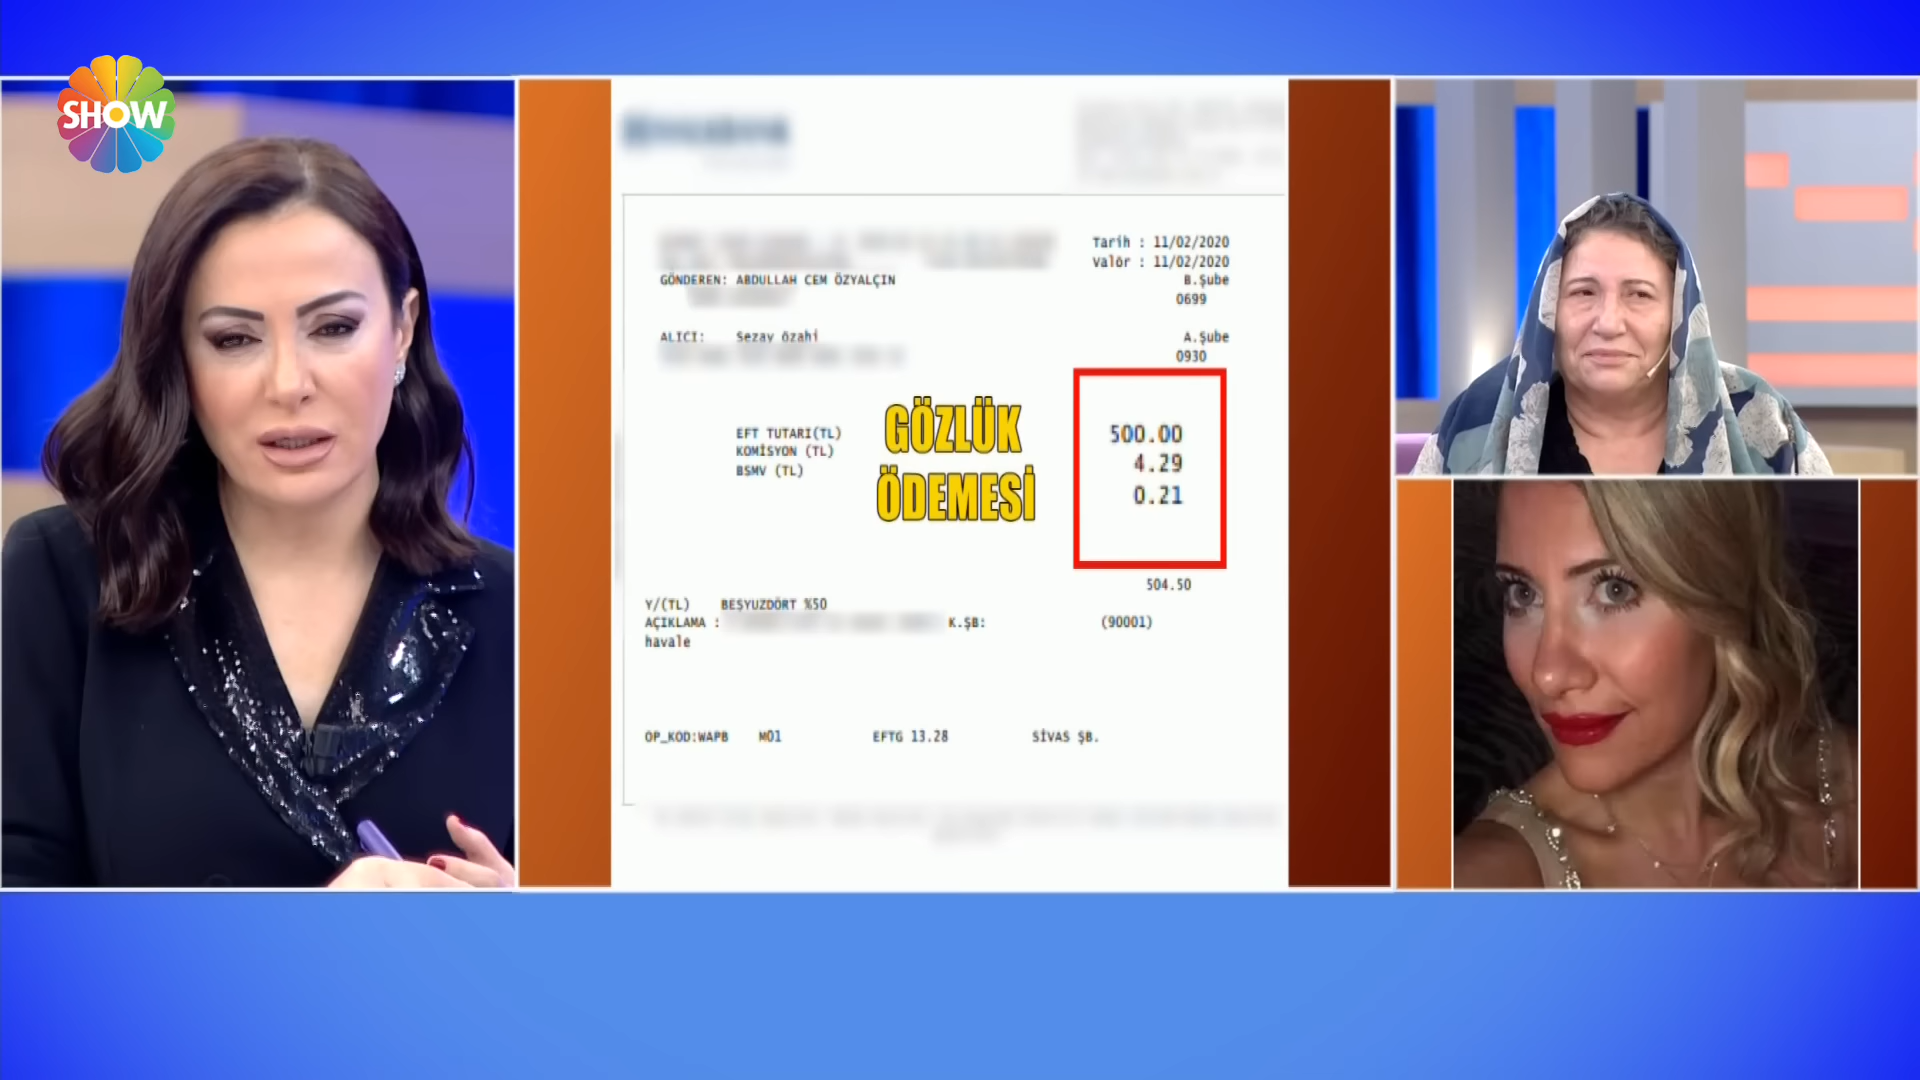 SHOW
Tarih : 11/02/2020
Valör : 11/02/2020
GÖNDEREN: ABDULLAH CEM ÖZYALÇIN
B.Şube
0699
ALICI: Sezay özahi
A.Şube
0930
GÖZLÜK
ÖDEMESİ
EFT TUTARI(TL) 500.00
KOMİSYON (TL) 4.29
BSMV (TL) 0.21
504.50
Y/(TL) BEŞYUZDÖRT %50
AÇIKLAMA : K.ŞB: (90001)
havale
OP_KOD:WAPB M01 EFTG 13.28 SİVAS ŞB.